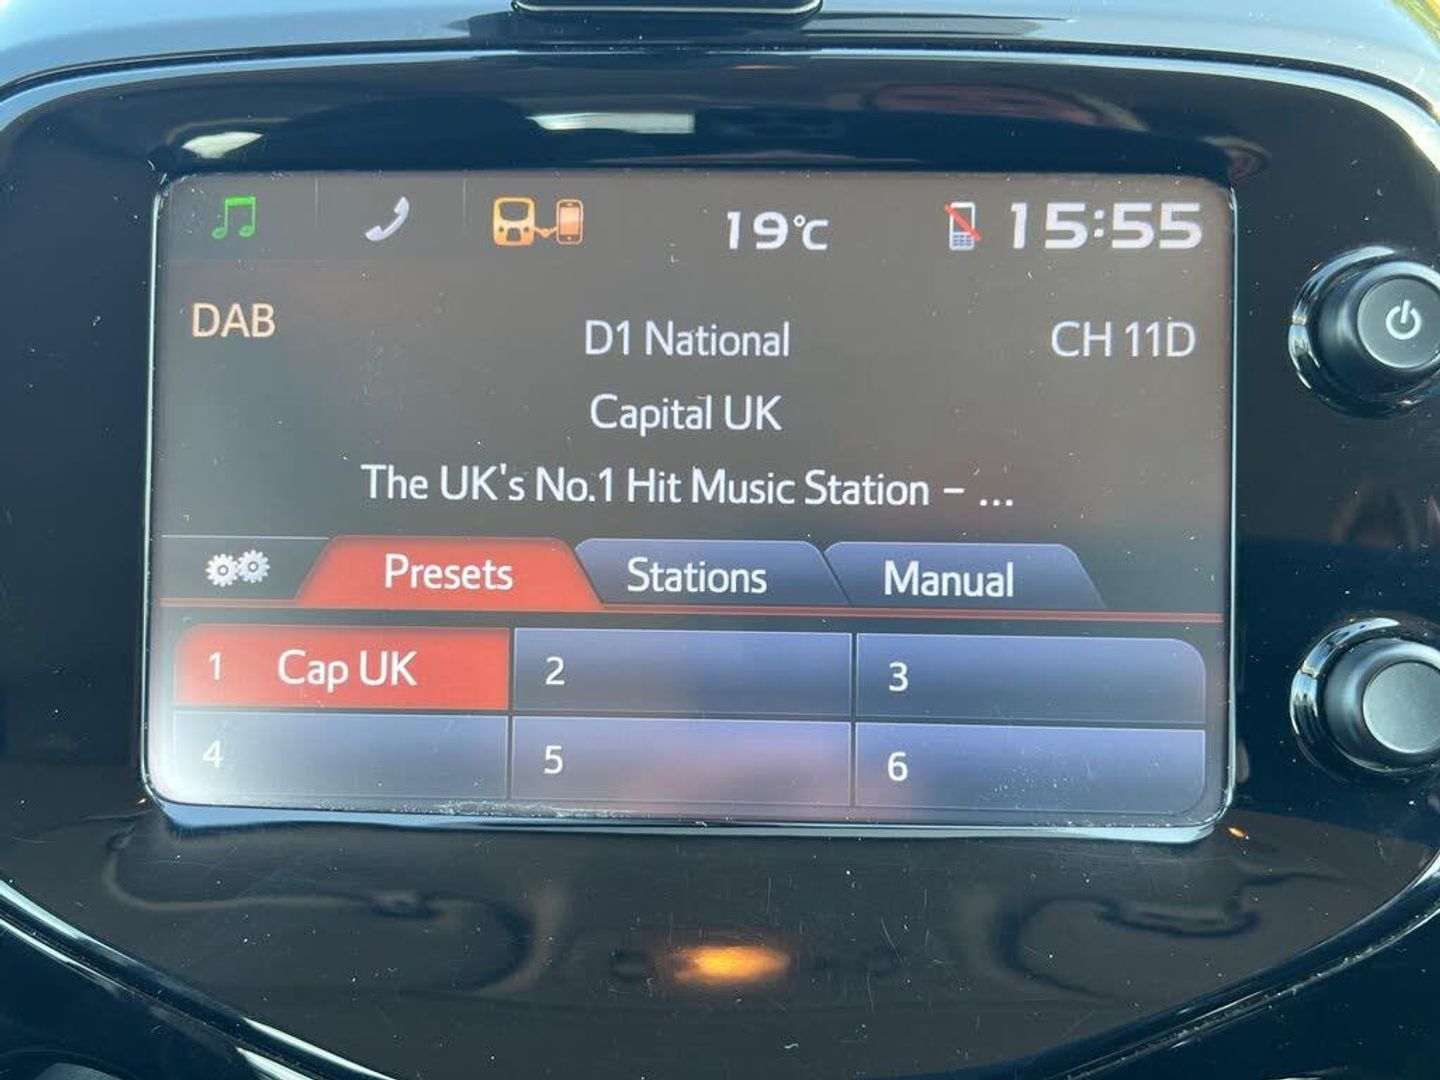 19°C 15:55
DAB D1 National CH 11D
Capital UK
The UK's No.1 Hit Music Station - ...
Presets Stations Manual
1 Cap UK 2 3
4 5 6